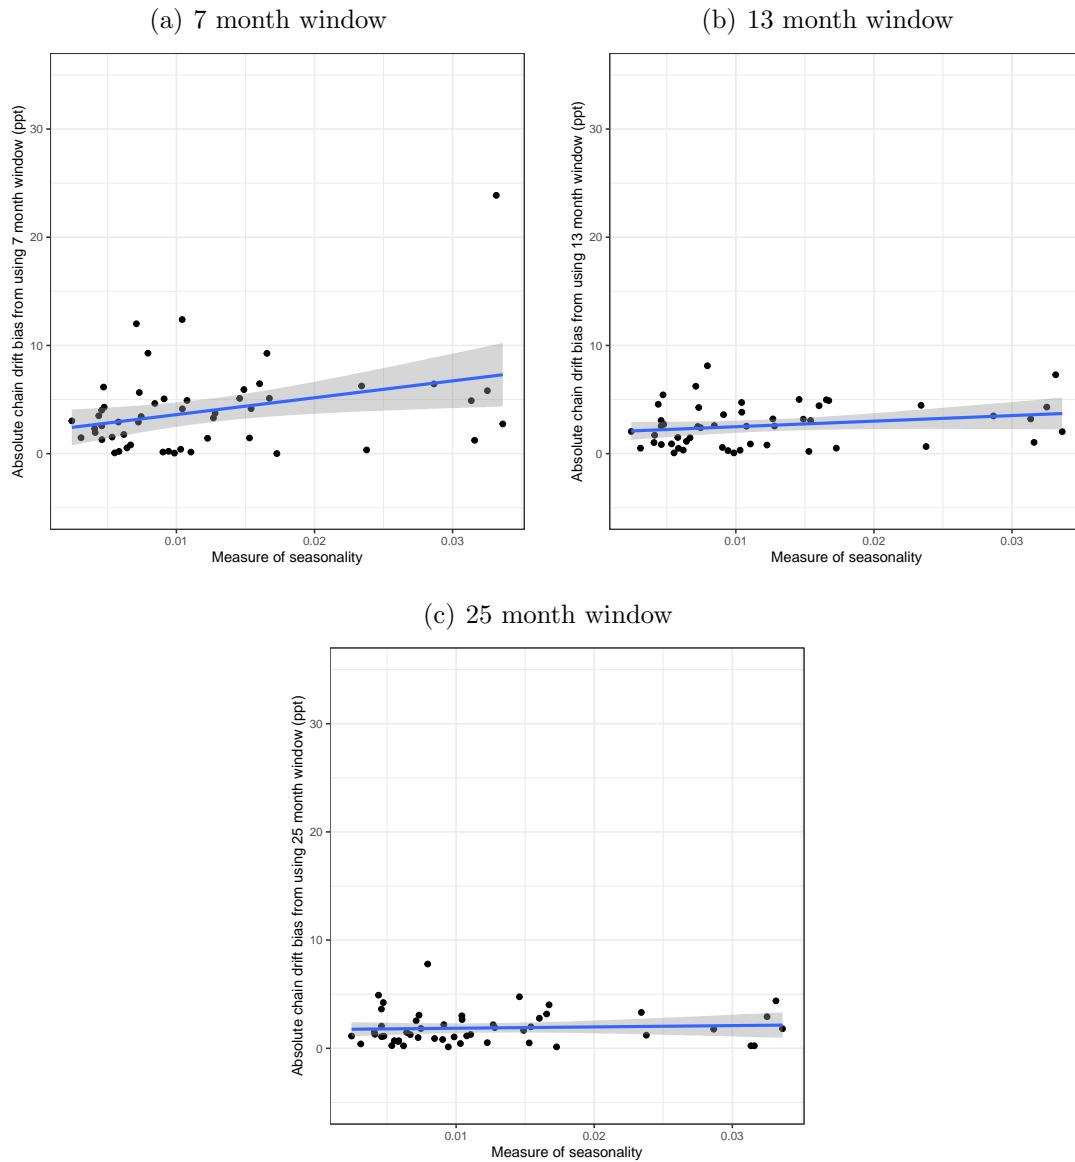 (a) 7 month window
Absolute chain drift bias from using 7 month window (ppt)
30
20
10
0
0.01
0.02
0.03
Measure of seasonality
(b) 13 month window
Absolute chain drift bias from using 13 month window (ppt)
30
20
10
0
0.01
0.02
0.03
Measure of seasonality
(c) 25 month window
Absolute chain drift bias from using 25 month window (ppt)
30
20
10
0
0.01
0.02
0.03
Measure of seasonality